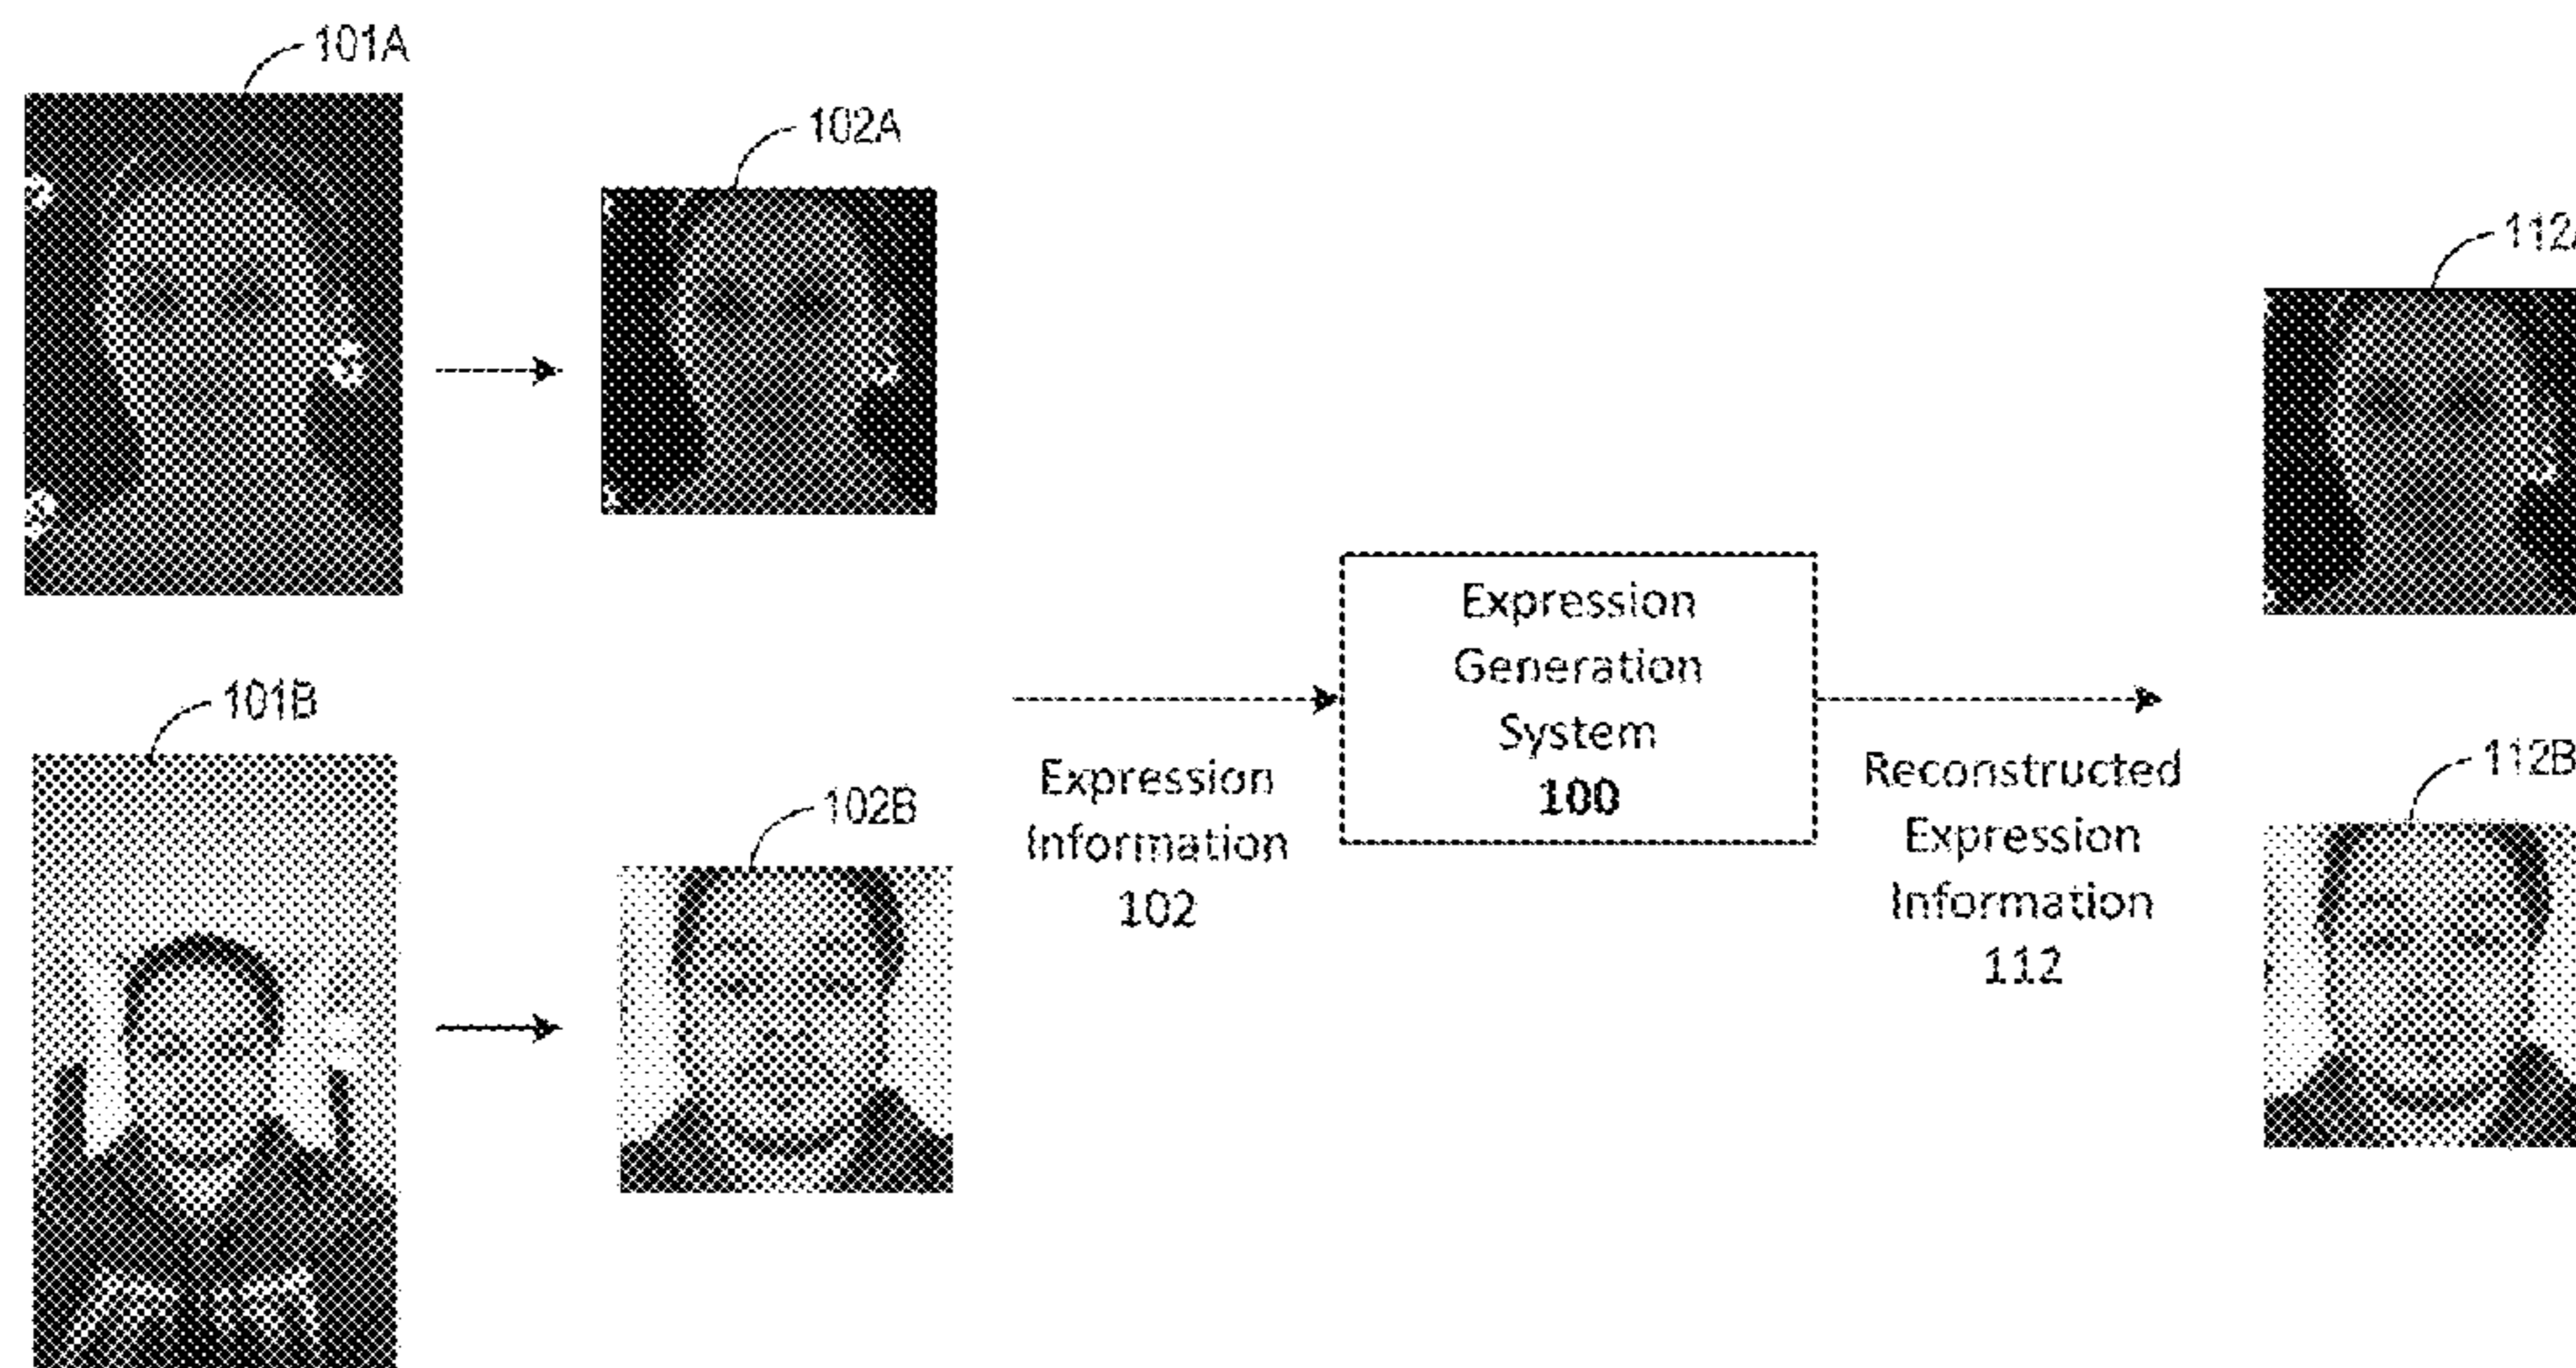 101A
102A
112A
Expression
Generation
System
100
101B
102B
Expression
Information
102
Reconstructed
Expression
Information
112
112B